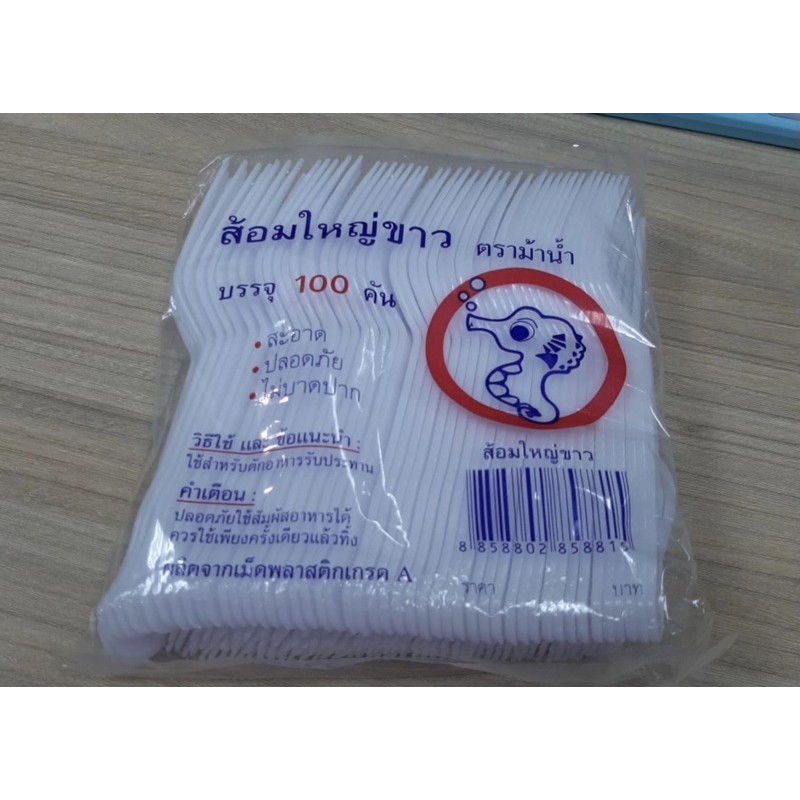 ส้อมใหญ่ขาว ตราม้าน้ำ
บรรจุ 100 คัน
• สะอาด
• ปลอดภัย
• ไม่บาดปาก
วิธีใช้ และ ข้อแนะนำ :
ใช้สำหรับตักอาหารรับประทาน
คำเตือน :
ปลอดภัยใช้สัมผัสอาหารได้
ควรใช้เพียงครั้งเดียวแล้วทิ้ง
ผลิตจากเม็ดพลาสติกเกรด A
ส้อมใหญ่ขาว
8 858802 858815
ราคา บาท